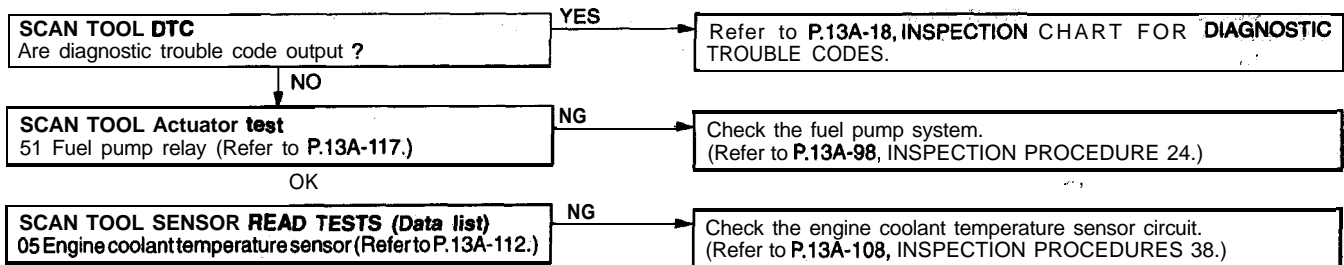 SCAN TOOL DTC
Are diagnostic trouble code output ?
YES
Refer to P.13A-18, INSPECTION CHART FOR DIAGNOSTIC
TROUBLE CODES.
NO
SCAN TOOL Actuator test
51 Fuel pump relay (Refer to P.13A-117.)
NG
Check the fuel pump system.
(Refer to P.13A-98, INSPECTION PROCEDURE 24.)
OK
SCAN TOOL SENSOR READ TESTS (Data list)
05 Engine coolant temperature sensor (Refer to P.13A-112.)
NG
Check the engine coolant temperature sensor circuit.
(Refer to P.13A-108, INSPECTION PROCEDURES 38.)